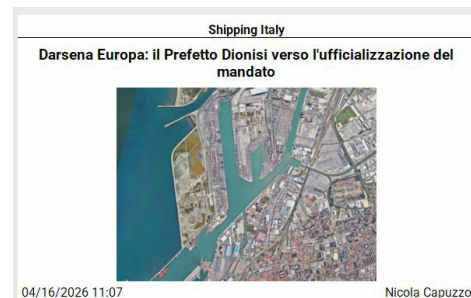 Shipping Italy
Darsena Europa: il Prefetto Dionisi verso l'ufficializzazione del
mandato
04/16/2026 11:07
Nicola Capuzzo